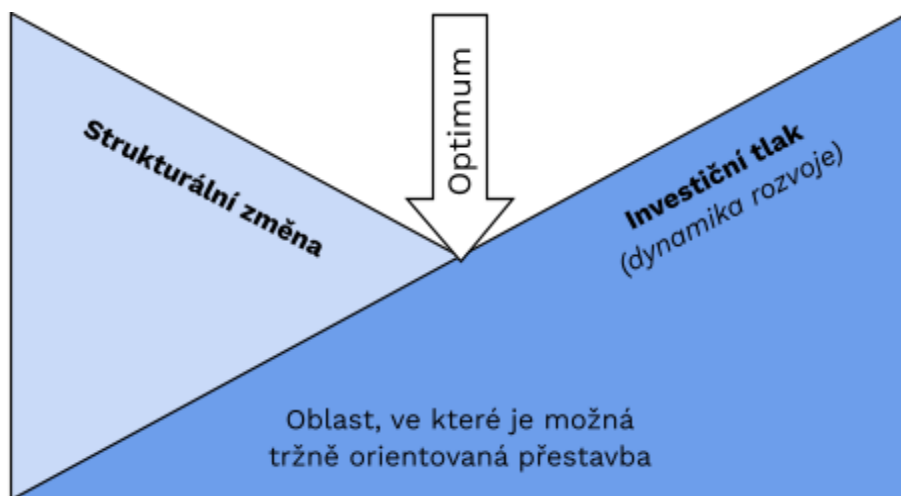 Strukturální změna
Optimum
Investiční tlak
(dynamika rozvoje)
Oblast, ve které je možná
tržně orientovaná přestavba